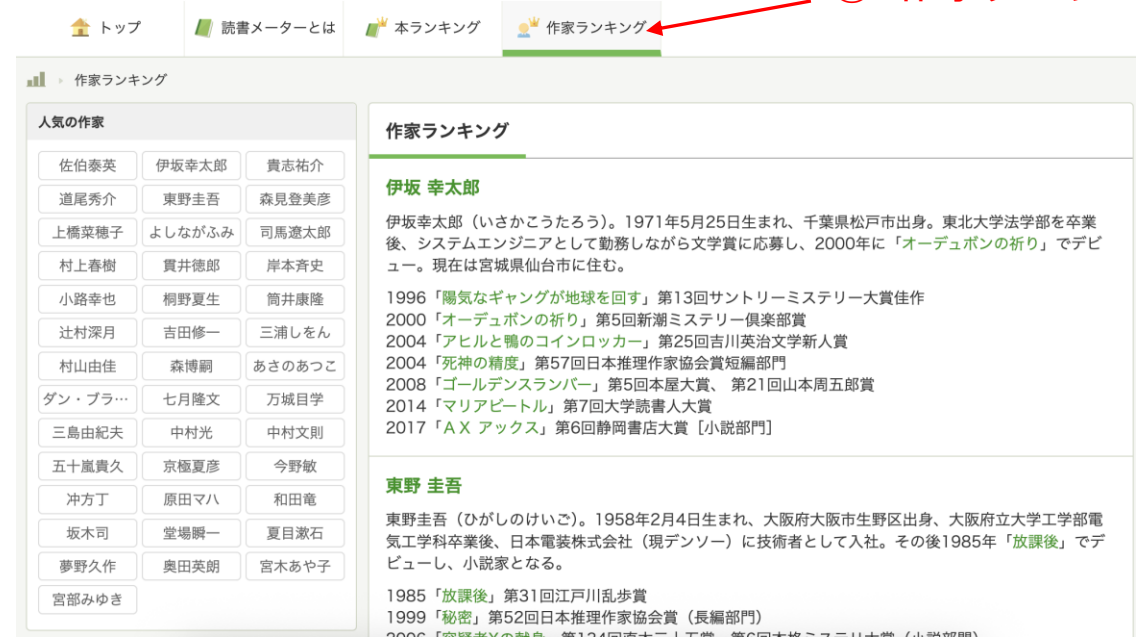 トップ
読書メーターとは
本ランキング
作家ランキング
作家ランキング
人気の作家
佐伯泰英 伊坂幸太郎 貴志祐介
道尾秀介 東野圭吾 森見登美彦
上橋菜穂子 よしながふみ 司馬遼太郎
村上春樹 貫井徳郎 岸本斉史
小路幸也 桐野夏生 筒井康隆
辻村深月 吉田修一 三浦しをん
村山由佳 森博嗣 あさのあつこ
ダン・ブラ… 七月隆文 万城目学
三島由紀夫 中村光 中村文則
五十嵐貴久 京極夏彦 今野敏
冲方丁 原田マハ 和田竜
坂木司 堂場瞬一 夏目漱石
夢野久作 奥田英朗 宮木あや子
宮部みゆき
作家ランキング
伊坂 幸太郎
伊坂幸太郎（いさかこうたろう）。1971年5月25日生まれ、千葉県松戸市出身。東北大学法学部を卒業
後、システムエンジニアとして勤務しながら文学賞に応募し、2000年に「オーデュボンの祈り」でデビ
ュー。現在は宮城県仙台市に住む。
1996「陽気なギャングが地球を回す」第13回サントリーミステリー大賞佳作
2000「オーデュボンの祈り」第5回新潮ミステリー倶楽部賞
2004「アヒルと鴨のコインロッカー」第25回吉川英治文学新人賞
2004「死神の精度」第57回日本推理作家協会賞短編部門
2008「ゴールデンスランバー」第5回本屋大賞、 第21回山本周五郎賞
2014「マリアビートル」第7回大学読書人大賞
2017「ＡＸ アックス」第6回静岡書店大賞［小説部門］
東野 圭吾
東野圭吾（ひがしのけいご）。1958年2月4日生まれ、大阪府大阪市生野区出身、大阪府立大学工学部電
気工学科卒業後、日本電装株式会社（現デンソー）に技術者として入社。その後1985年「放課後」でデ
ビューし、小説家となる。
1985「放課後」第31回江戸川乱歩賞
1999「秘密」第52回日本推理作家協会賞（長編部門）